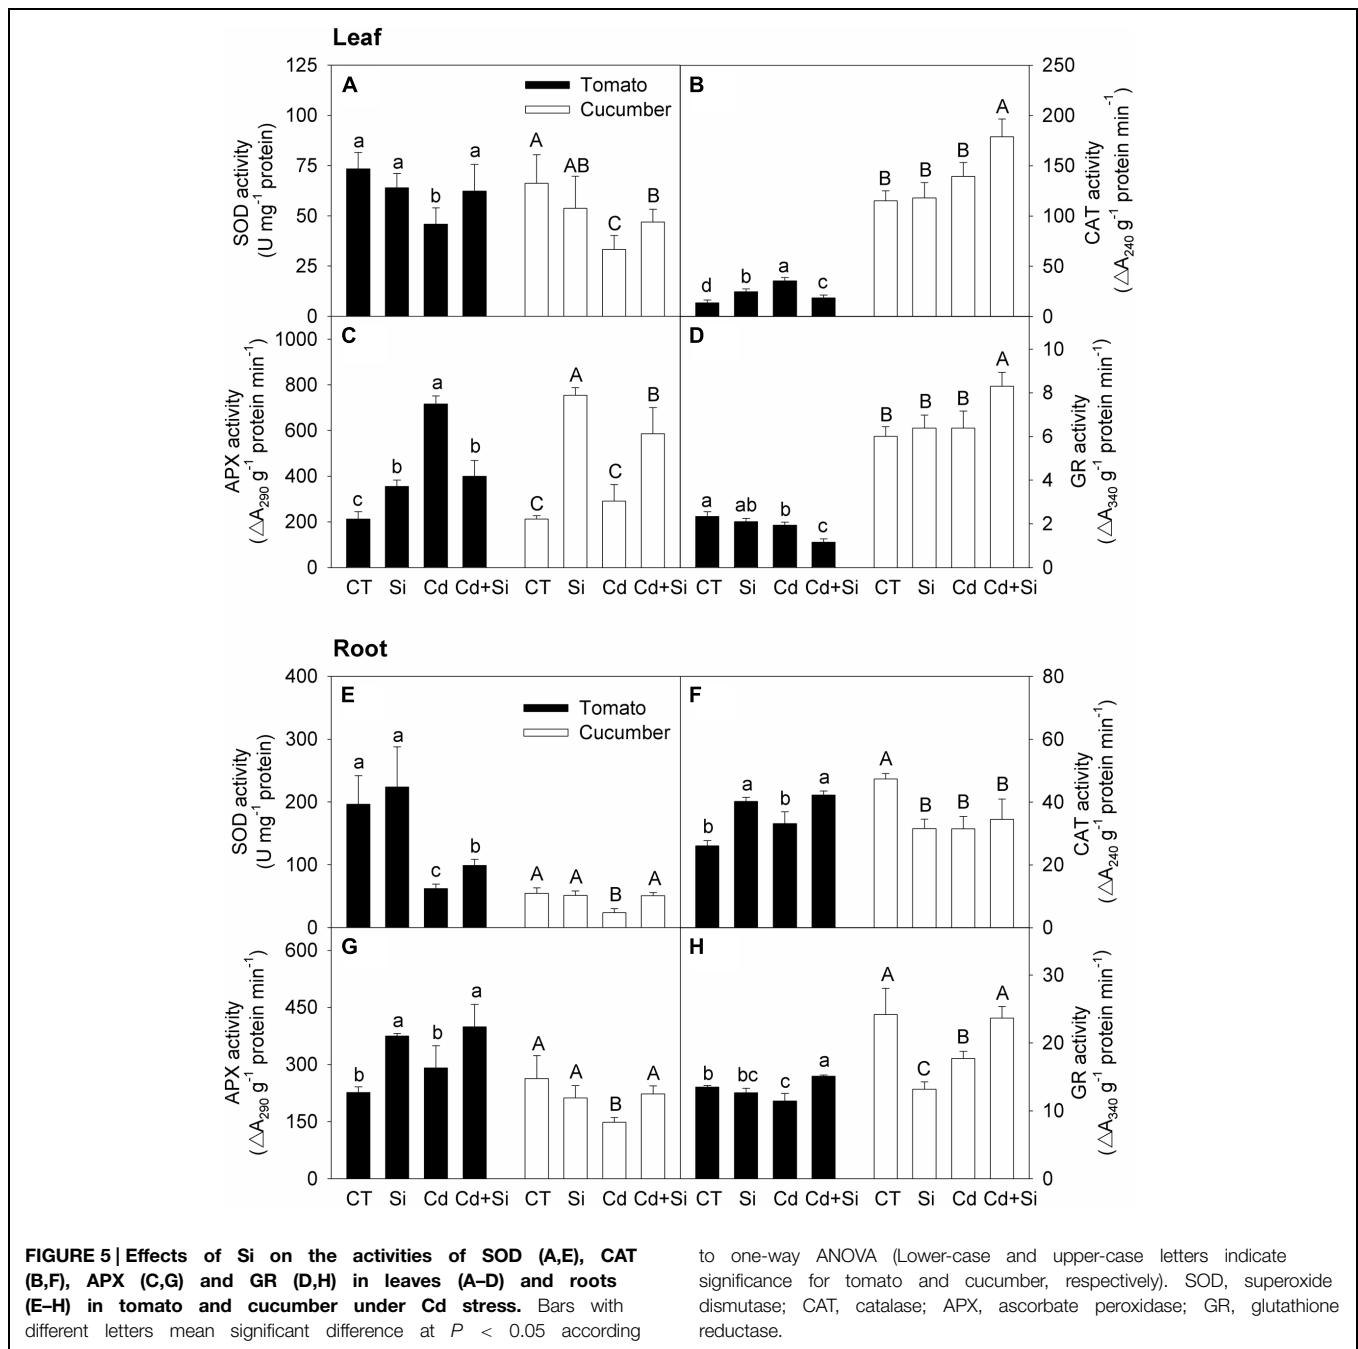 Leaf
125
100
75
50
25
0
SOD activity
(U mg-1 protein)
A
Tomato
Cucumber
a
a
b
a
A
AB
C
B
B
d
b
a
c
B
B
B
A
250
200
150
100
50
0
CAT activity
(△A240 g-1 protein min-1)
1000
800
600
400
200
0
APX activity
(△A290 g-1 protein min-1)
C
c
b
a
b
C
A
C
B
D
a
ab
b
c
B
B
B
A
10
8
6
4
2
0
GR activity
(△A340 g-1 protein min-1)
CT Si Cd Cd+Si CT Si Cd Cd+Si CT Si Cd Cd+Si CT Si Cd Cd+Si
Root
400
300
200
100
0
SOD activity
(U mg-1 protein)
E
Tomato
Cucumber
a
a
c
b
A
A
B
A
F
b
a
b
a
A
B
B
B
80
60
40
20
0
CAT activity
(△A240 g-1 protein min-1)
600
450
300
150
0
APX activity
(△A290 g-1 protein min-1)
G
b
a
b
a
A
A
B
A
H
b
bc
c
a
A
C
B
A
30
20
10
0
GR activity
(△A340 g-1 protein min-1)
CT Si Cd Cd+Si CT Si Cd Cd+Si CT Si Cd Cd+Si CT Si Cd Cd+Si
FIGURE 5 | Effects of Si on the activities of SOD (A,E), CAT
(B,F), APX (C,G) and GR (D,H) in leaves (A–D) and roots
(E–H) in tomato and cucumber under Cd stress. Bars with
different letters mean significant difference at P < 0.05 according
to one-way ANOVA (Lower-case and upper-case letters indicate
significance for tomato and cucumber, respectively). SOD, superoxide
dismutase; CAT, catalase; APX, ascorbate peroxidase; GR, glutathione
reductase.